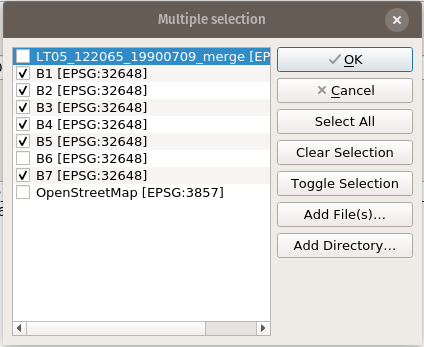 Multiple selection
LT05_122065_19900709_merge [EP
B1 [EPSG:32648]
B2 [EPSG:32648]
B3 [EPSG:32648]
B4 [EPSG:32648]
B5 [EPSG:32648]
B6 [EPSG:32648]
B7 [EPSG:32648]
OpenStreetMap [EPSG:3857]
OK
Cancel
Select All
Clear Selection
Toggle Selection
Add File(s)...
Add Directory...